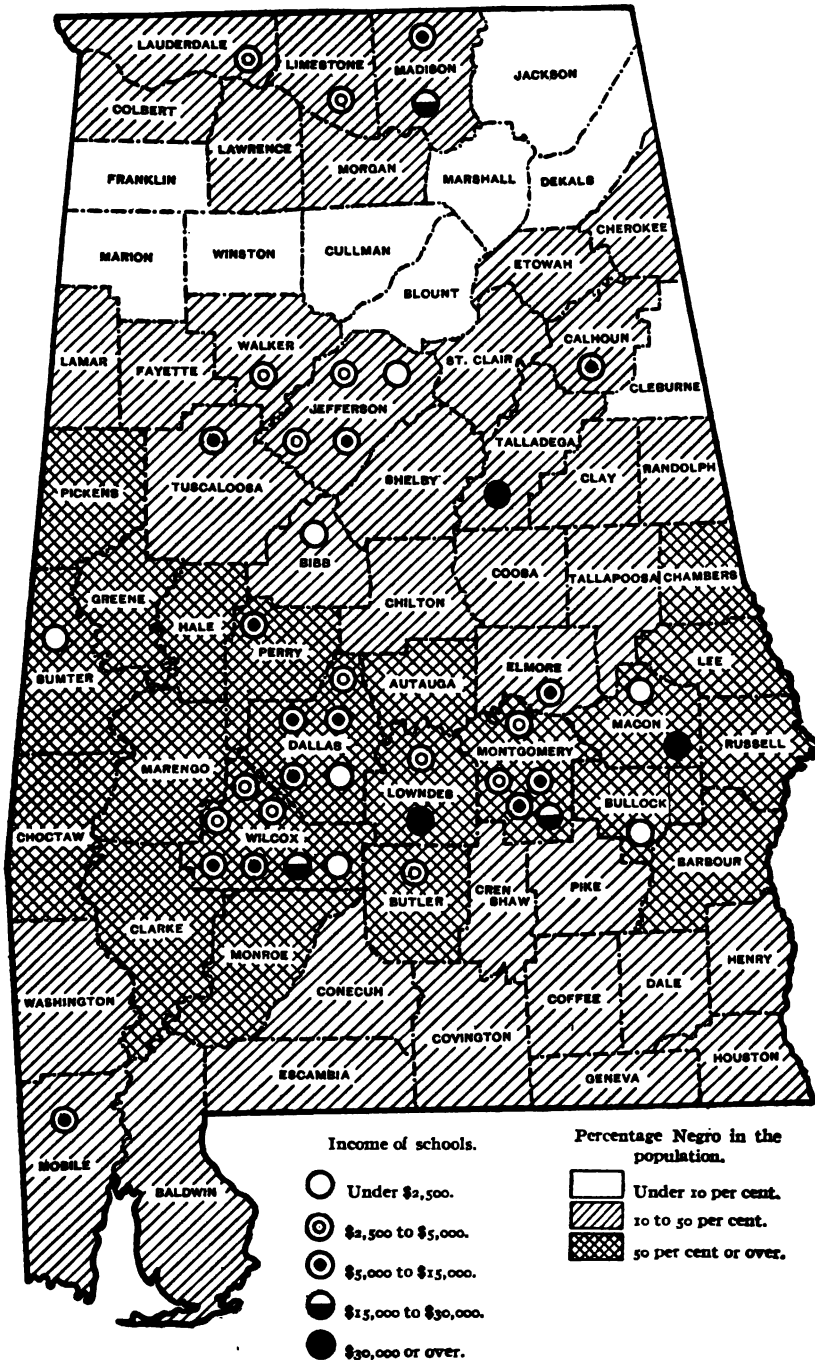 LAUDERDALE
LIMESTONE
MADISON
JACKSON
COLBERT
LAWRENCE
MORGAN
FRANKLIN
MARSHALL
DEKALS
CHEROKEE
MARION
WINSTON
CULLMAN
ETOWAH
BLOUNT
LAMAR
FAYETTE
WALKER
ST. CLAIR
CALHOUN
CLEBURNE
JEFFERSON
TALLADEGA
PICKENS
TUSCALOOSA
SHELBY
CLAY
RANDOLPH
BIBB
GREENE
HALE
CHILTON
COOSA
TALLAPOOSA
CHAMBERS
SUMTER
PERRY
AUTAUGA
ELMORE
LEE
MACON
DALLAS
MONTGOMERY
RUSSELL
MARENGO
LOWNDES
BULLOCK
CHOCTAW
WILCOX
BARBOUR
BUTLER
CREN
SHAW
PIKE
CLARKE
MONROE
HENRY
WASHINGTON
CONECUH
COFFEE
DALE
COVINGTON
HOUSTON
ESCAMBIA
GENEVA
MOBILE
BALDWIN
Income of schools.
Under $2,500.
$2,500 to $5,000.
$5,000 to $15,000.
$15,000 to $30,000.
$30,000 or over.
Percentage Negro in the
population.
Under 10 per cent.
10 to 50 per cent.
50 per cent or over.